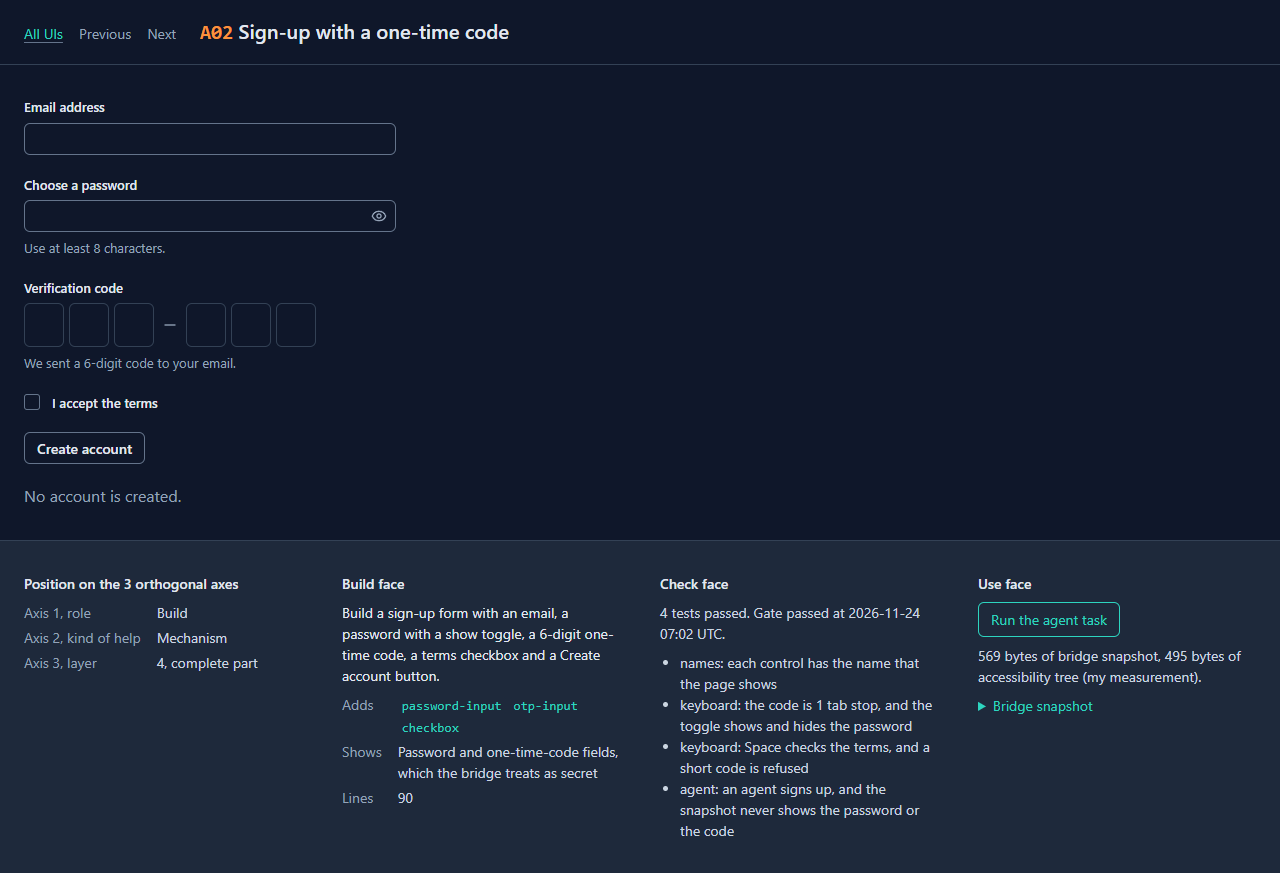 All UIs Previous Next A02 Sign-up with a one-time code
Email address
Choose a password
Use at least 8 characters.
Verification code
–
We sent a 6-digit code to your email.
I accept the terms
Create account
No account is created.
Position on the 3 orthogonal axes
Axis 1, role Build
Axis 2, kind of help Mechanism
Axis 3, layer 4, complete part
Build face
Build a sign-up form with an email, a
password with a show toggle, a 6-digit one-
time code, a terms checkbox and a Create
account button.
Adds password-input otp-input
checkbox
Shows Password and one-time-code fields,
which the bridge treats as secret
Lines 90
Check face
4 tests passed. Gate passed at 2026-11-24
07:02 UTC.
• names: each control has the name that
the page shows
• keyboard: the code is 1 tab stop, and the
toggle shows and hides the password
• keyboard: Space checks the terms, and a
short code is refused
• agent: an agent signs up, and the
snapshot never shows the password or
the code
Use face
Run the agent task
569 bytes of bridge snapshot, 495 bytes of
accessibility tree (my measurement).
▶ Bridge snapshot